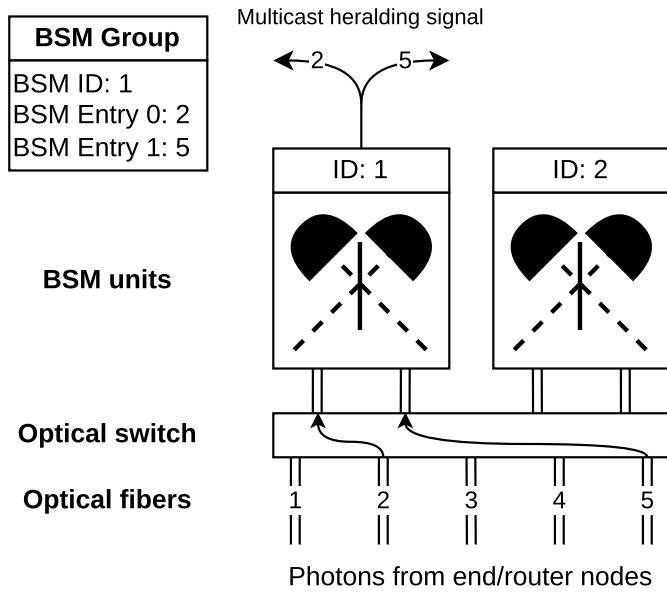 Multicast heralding signal
BSM Group
BSM ID: 1
BSM Entry 0: 2
BSM Entry 1: 5
2
5
ID: 1
ID: 2
BSM units
Optical switch
Optical fibers
1
2
3
4
5
Photons from end/router nodes